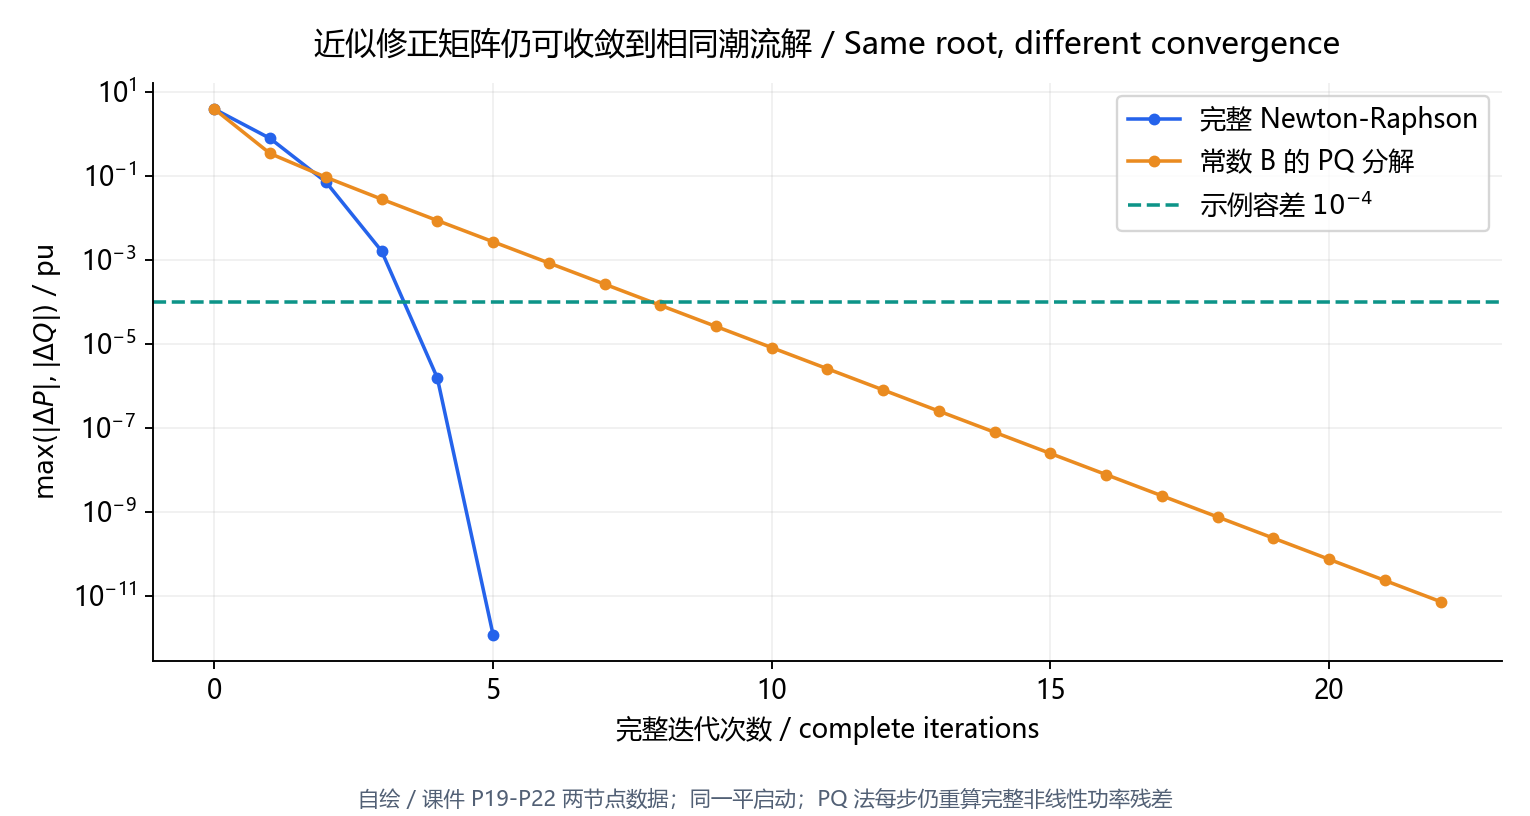 近似修正矩阵仍可收敛到相同潮流解 / Same root, different convergence
完整 Newton-Raphson
常数 B 的 PQ 分解
示例容差 10⁻⁴
max(|ΔP|, |ΔQ|) / pu
10¹
10⁻¹
10⁻³
10⁻⁵
10⁻⁷
10⁻⁹
10⁻¹¹
0 5 10 15 20
完整迭代次数 / complete iterations
自绘 / 课件 P19-P22 两节点数据；同一平启动；PQ 法每步仍重算完整非线性功率残差